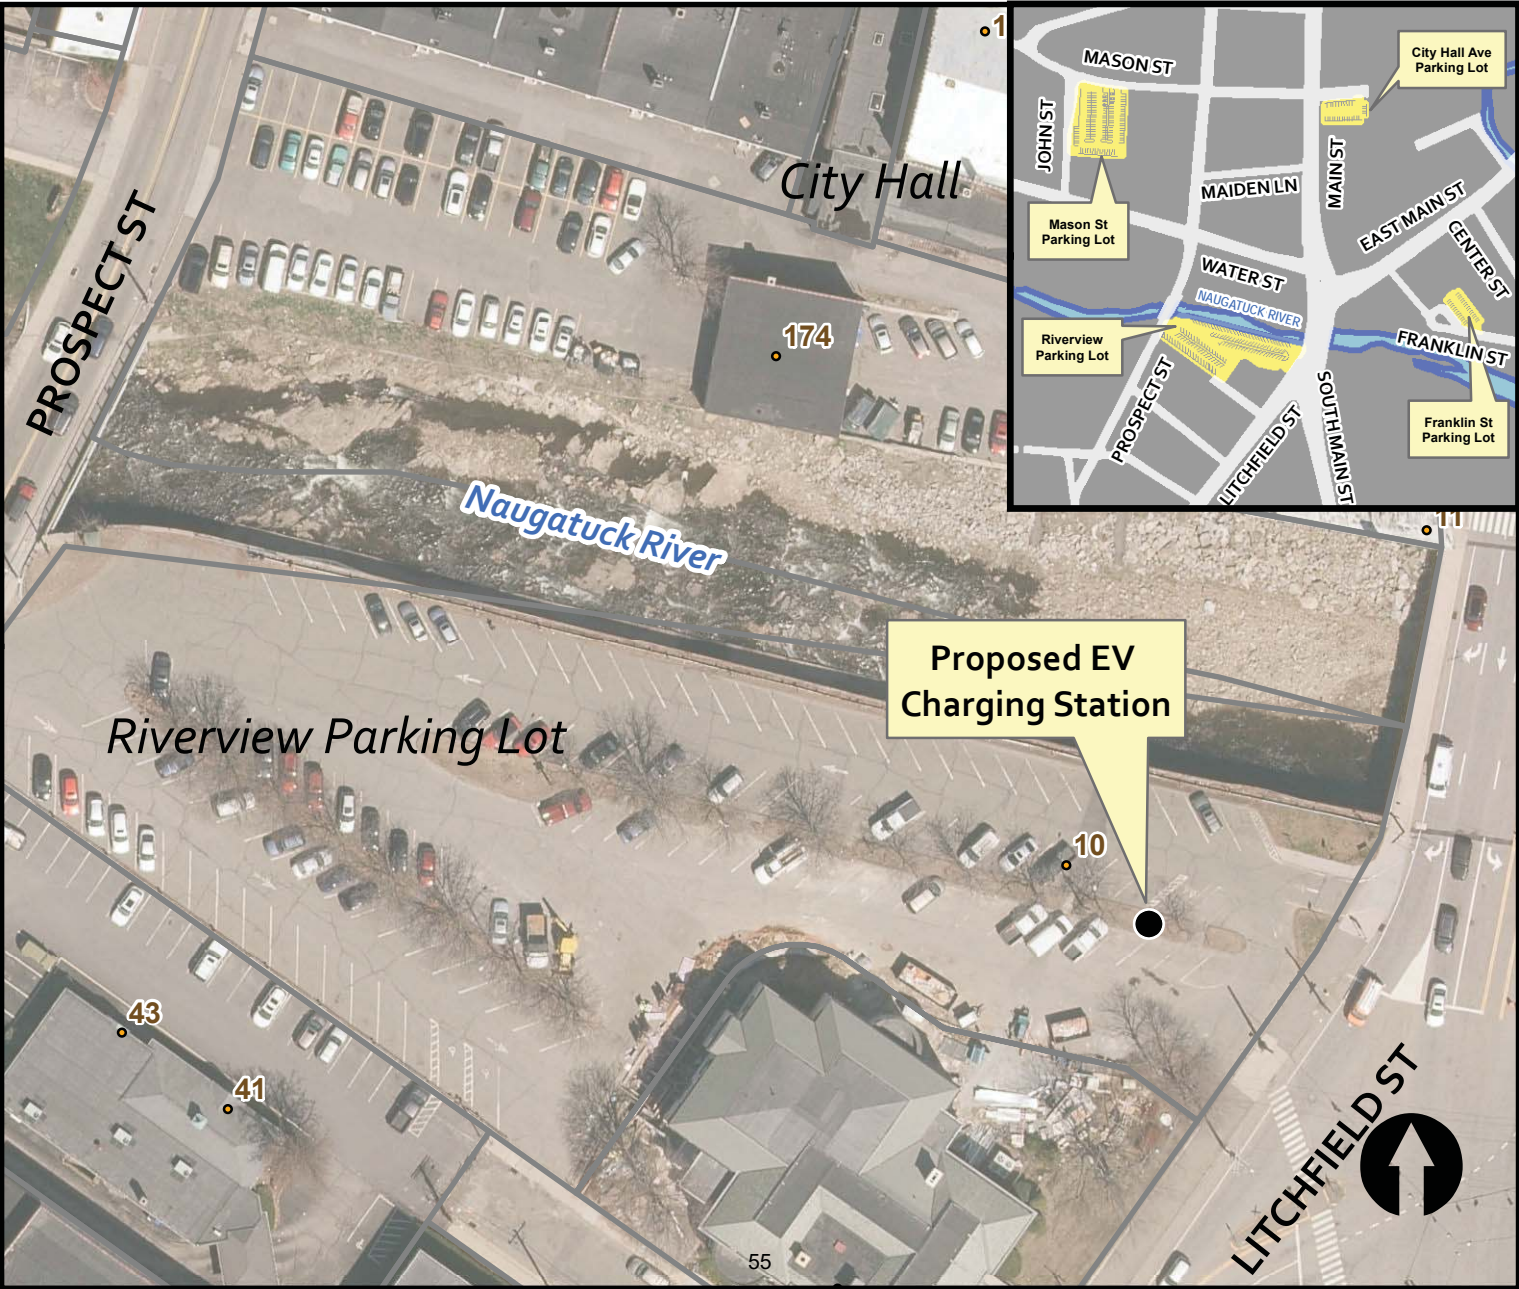 1
City Hall
PROSPECT ST
174
Naugatuck River
11
Proposed EV
Charging Station
Riverview Parking Lot
10
43
41
LITCHFIELD ST
55
MASON ST
City Hall Ave
Parking Lot
JOHN ST
MAIN ST
MAIDEN LN
EAST MAIN ST
Mason St
Parking Lot
CENTER ST
WATER ST
NAUGATUCK RIVER
Riverview
Parking Lot
FRANKLIN ST
PROSPECT ST
SOUTH MAIN ST
LITCHFIELD ST
Franklin St
Parking Lot